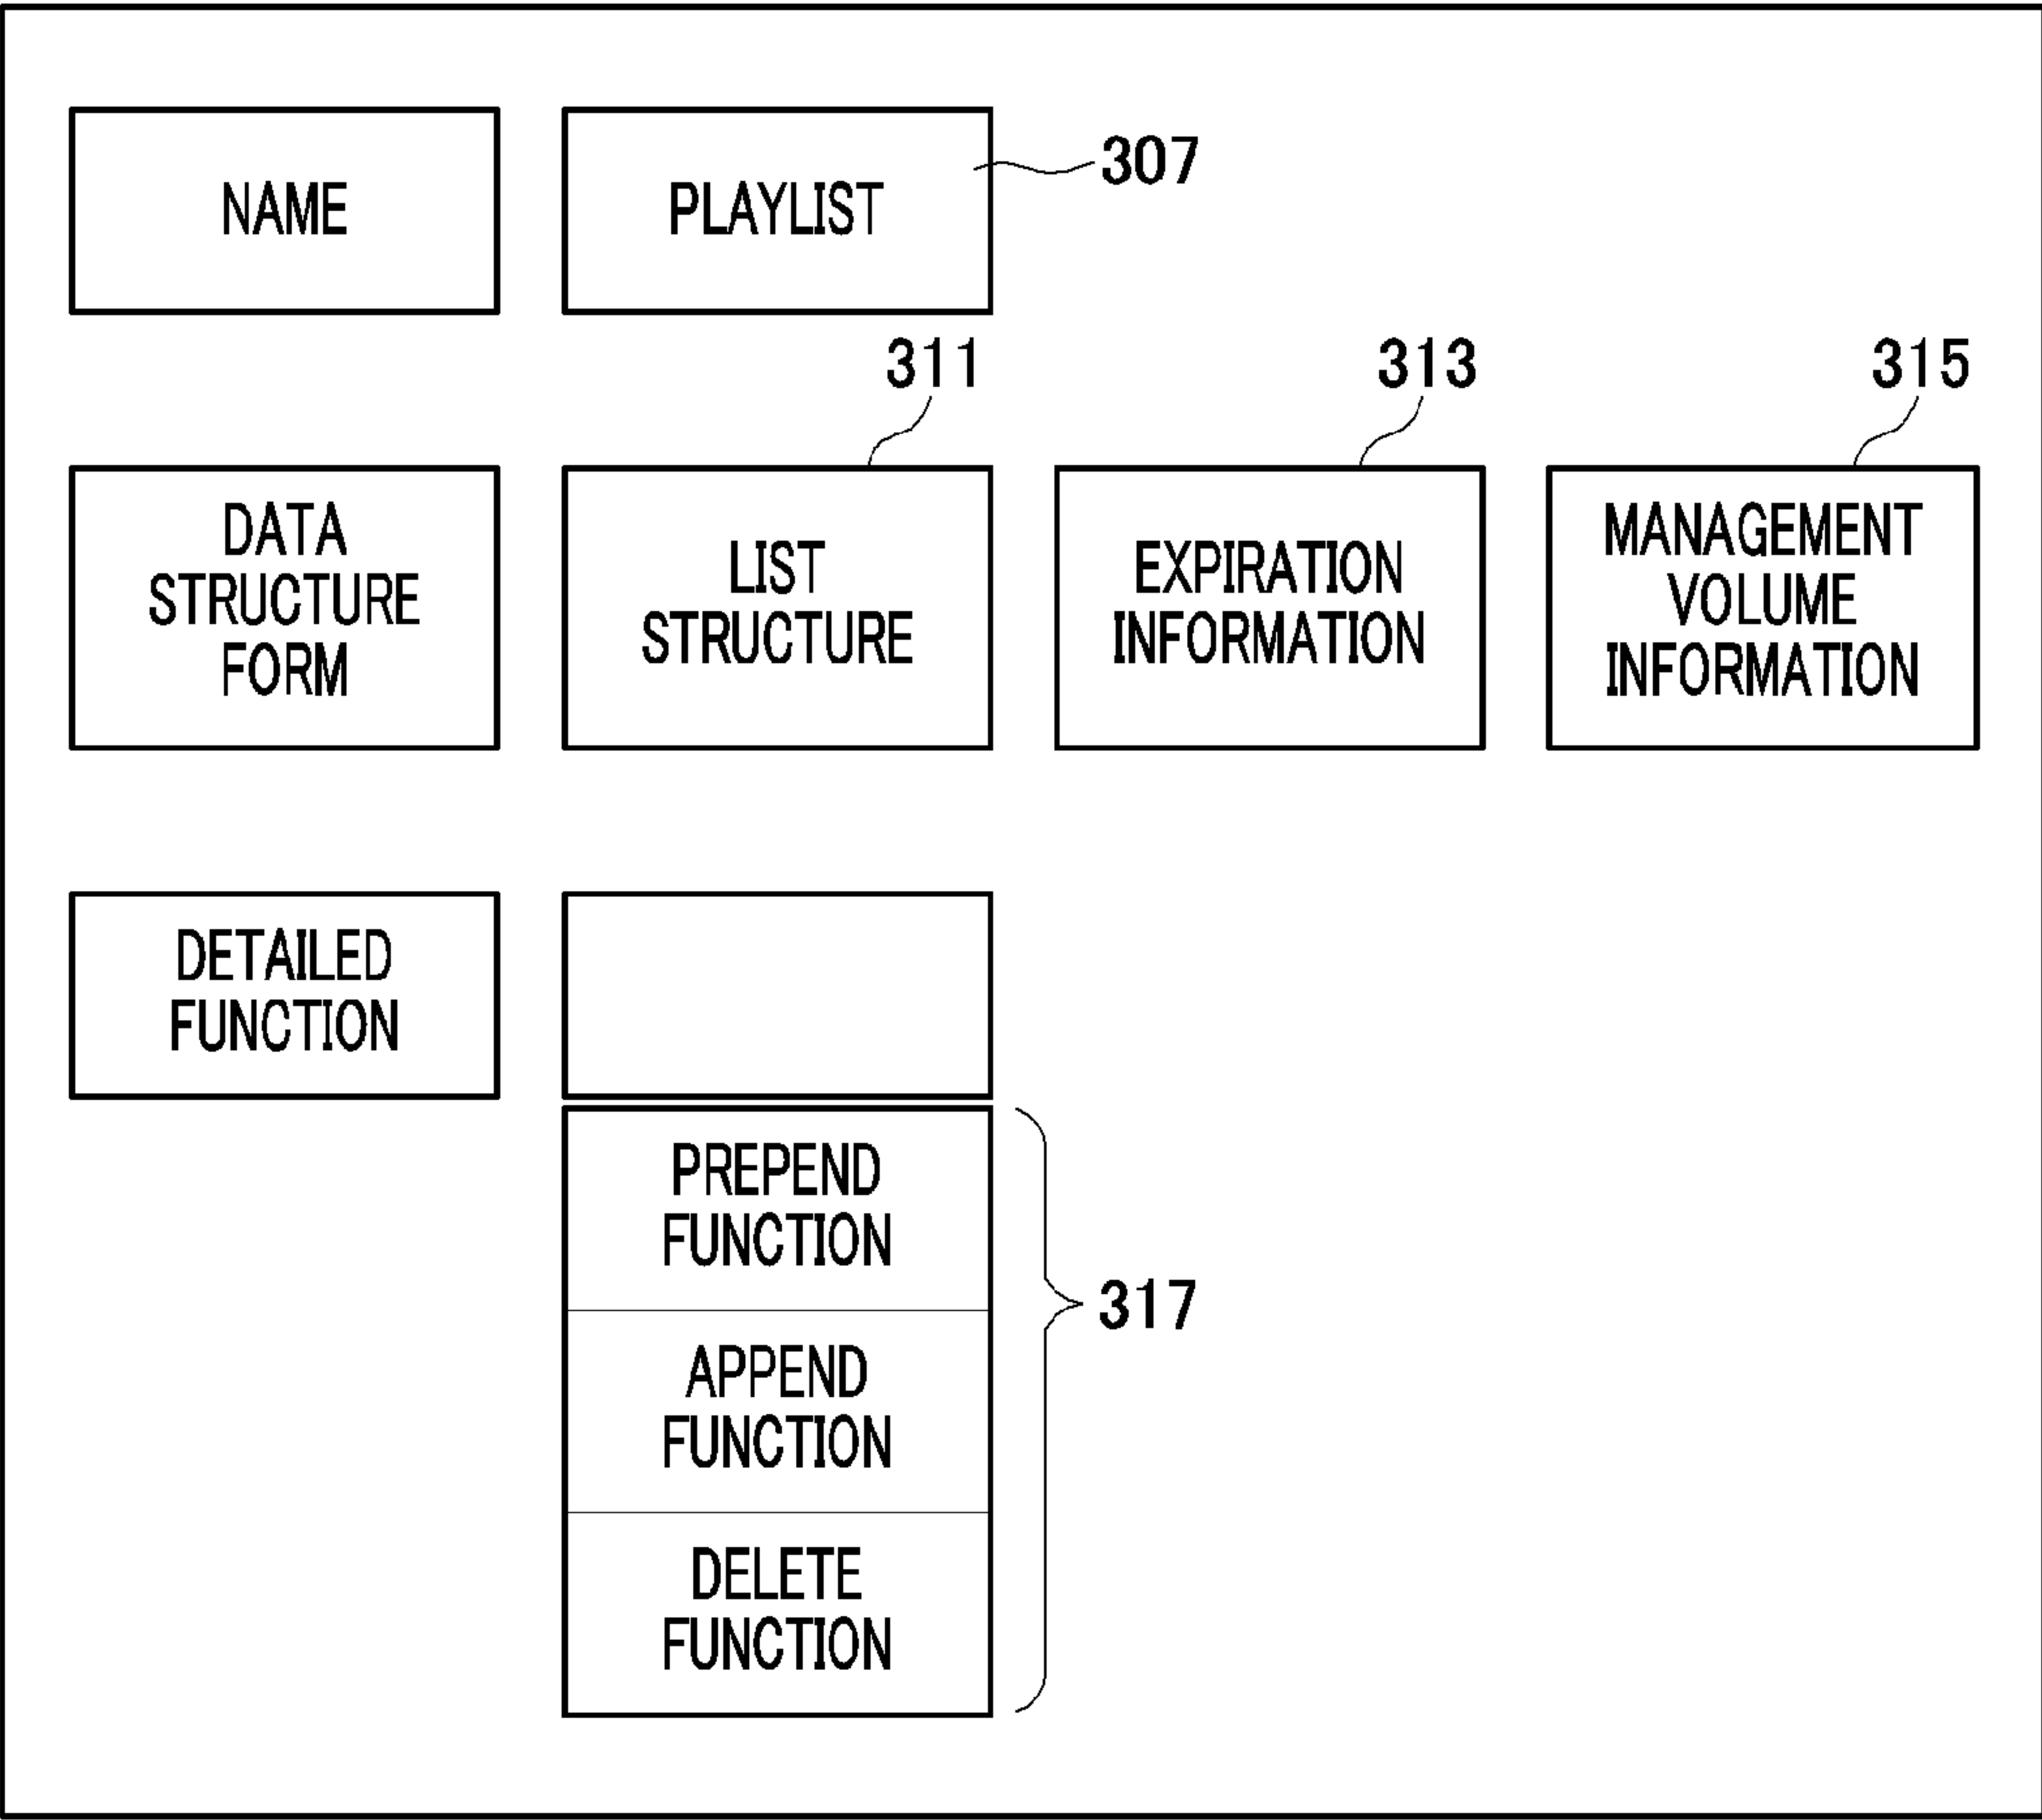 NAME
PLAYLIST
307
311
313
315
DATA
STRUCTURE
FORM
LIST
STRUCTURE
EXPIRATION
INFORMATION
MANAGEMENT
VOLUME
INFORMATION
DETAILED
FUNCTION
PREPEND
FUNCTION
APPEND
FUNCTION
DELETE
FUNCTION
317